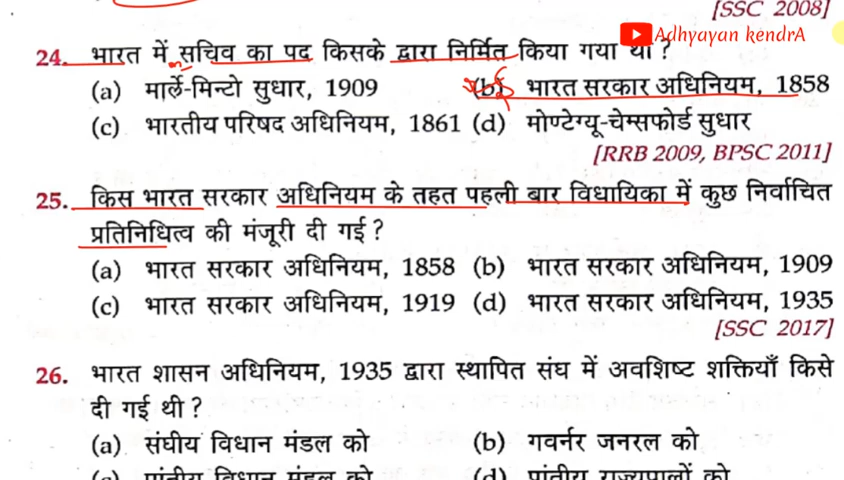 [SSC 2008]
Adhyayan kendrA
24. भारत में सचिव का पद किसके द्वारा निर्मित किया गया था?
(a) मार्ले-मिन्टो सुधार, 1909 (b) भारत सरकार अधिनियम, 1858
(c) भारतीय परिषद अधिनियम, 1861 (d) मोण्टेग्यू-चेम्सफोर्ड सुधार
[RRB 2009, BPSC 2011]
25. किस भारत सरकार अधिनियम के तहत पहली बार विधायिका में कुछ निर्वाचित
प्रतिनिधित्व की मंजूरी दी गई?
(a) भारत सरकार अधिनियम, 1858 (b) भारत सरकार अधिनियम, 1909
(c) भारत सरकार अधिनियम, 1919 (d) भारत सरकार अधिनियम, 1935
[SSC 2017]
26. भारत शासन अधिनियम, 1935 द्वारा स्थापित संघ में अवशिष्ट शक्तियाँ किसे
दी गई थी?
(a) संघीय विधान मंडल को (b) गवर्नर जनरल को
(c) प्रांतीय विधान मंडल को (d) प्रांतीय राज्यपालों को